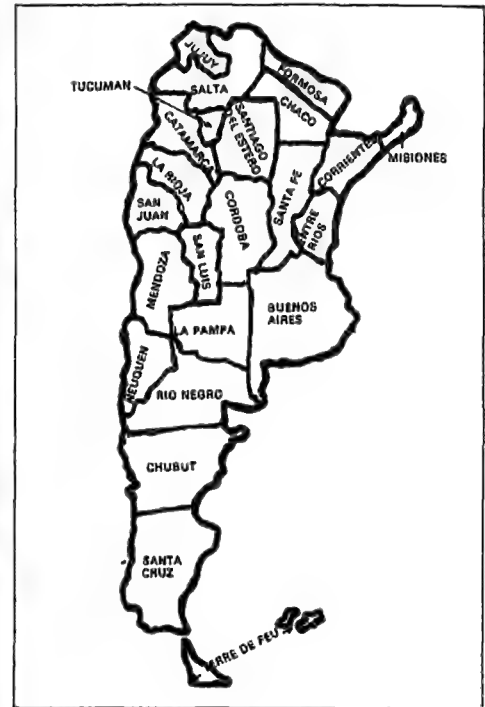 JUJUY
FORMOSA
TUCUMAN
SALTA
CHACO
SANTIAGO
DEL ESTERO
CATAMARCA
MISIONES
CORRIENTES
LA RIOJA
SANTA FE
SAN
JUAN
CORDOBA
ENTRE
RIOS
SAN LUIS
MENDOZA
BUENOS
AIRES
LA PAMPA
NEUQUEN
RIO NEGRO
CHUBUT
SANTA
CRUZ
TERRE DE FEU